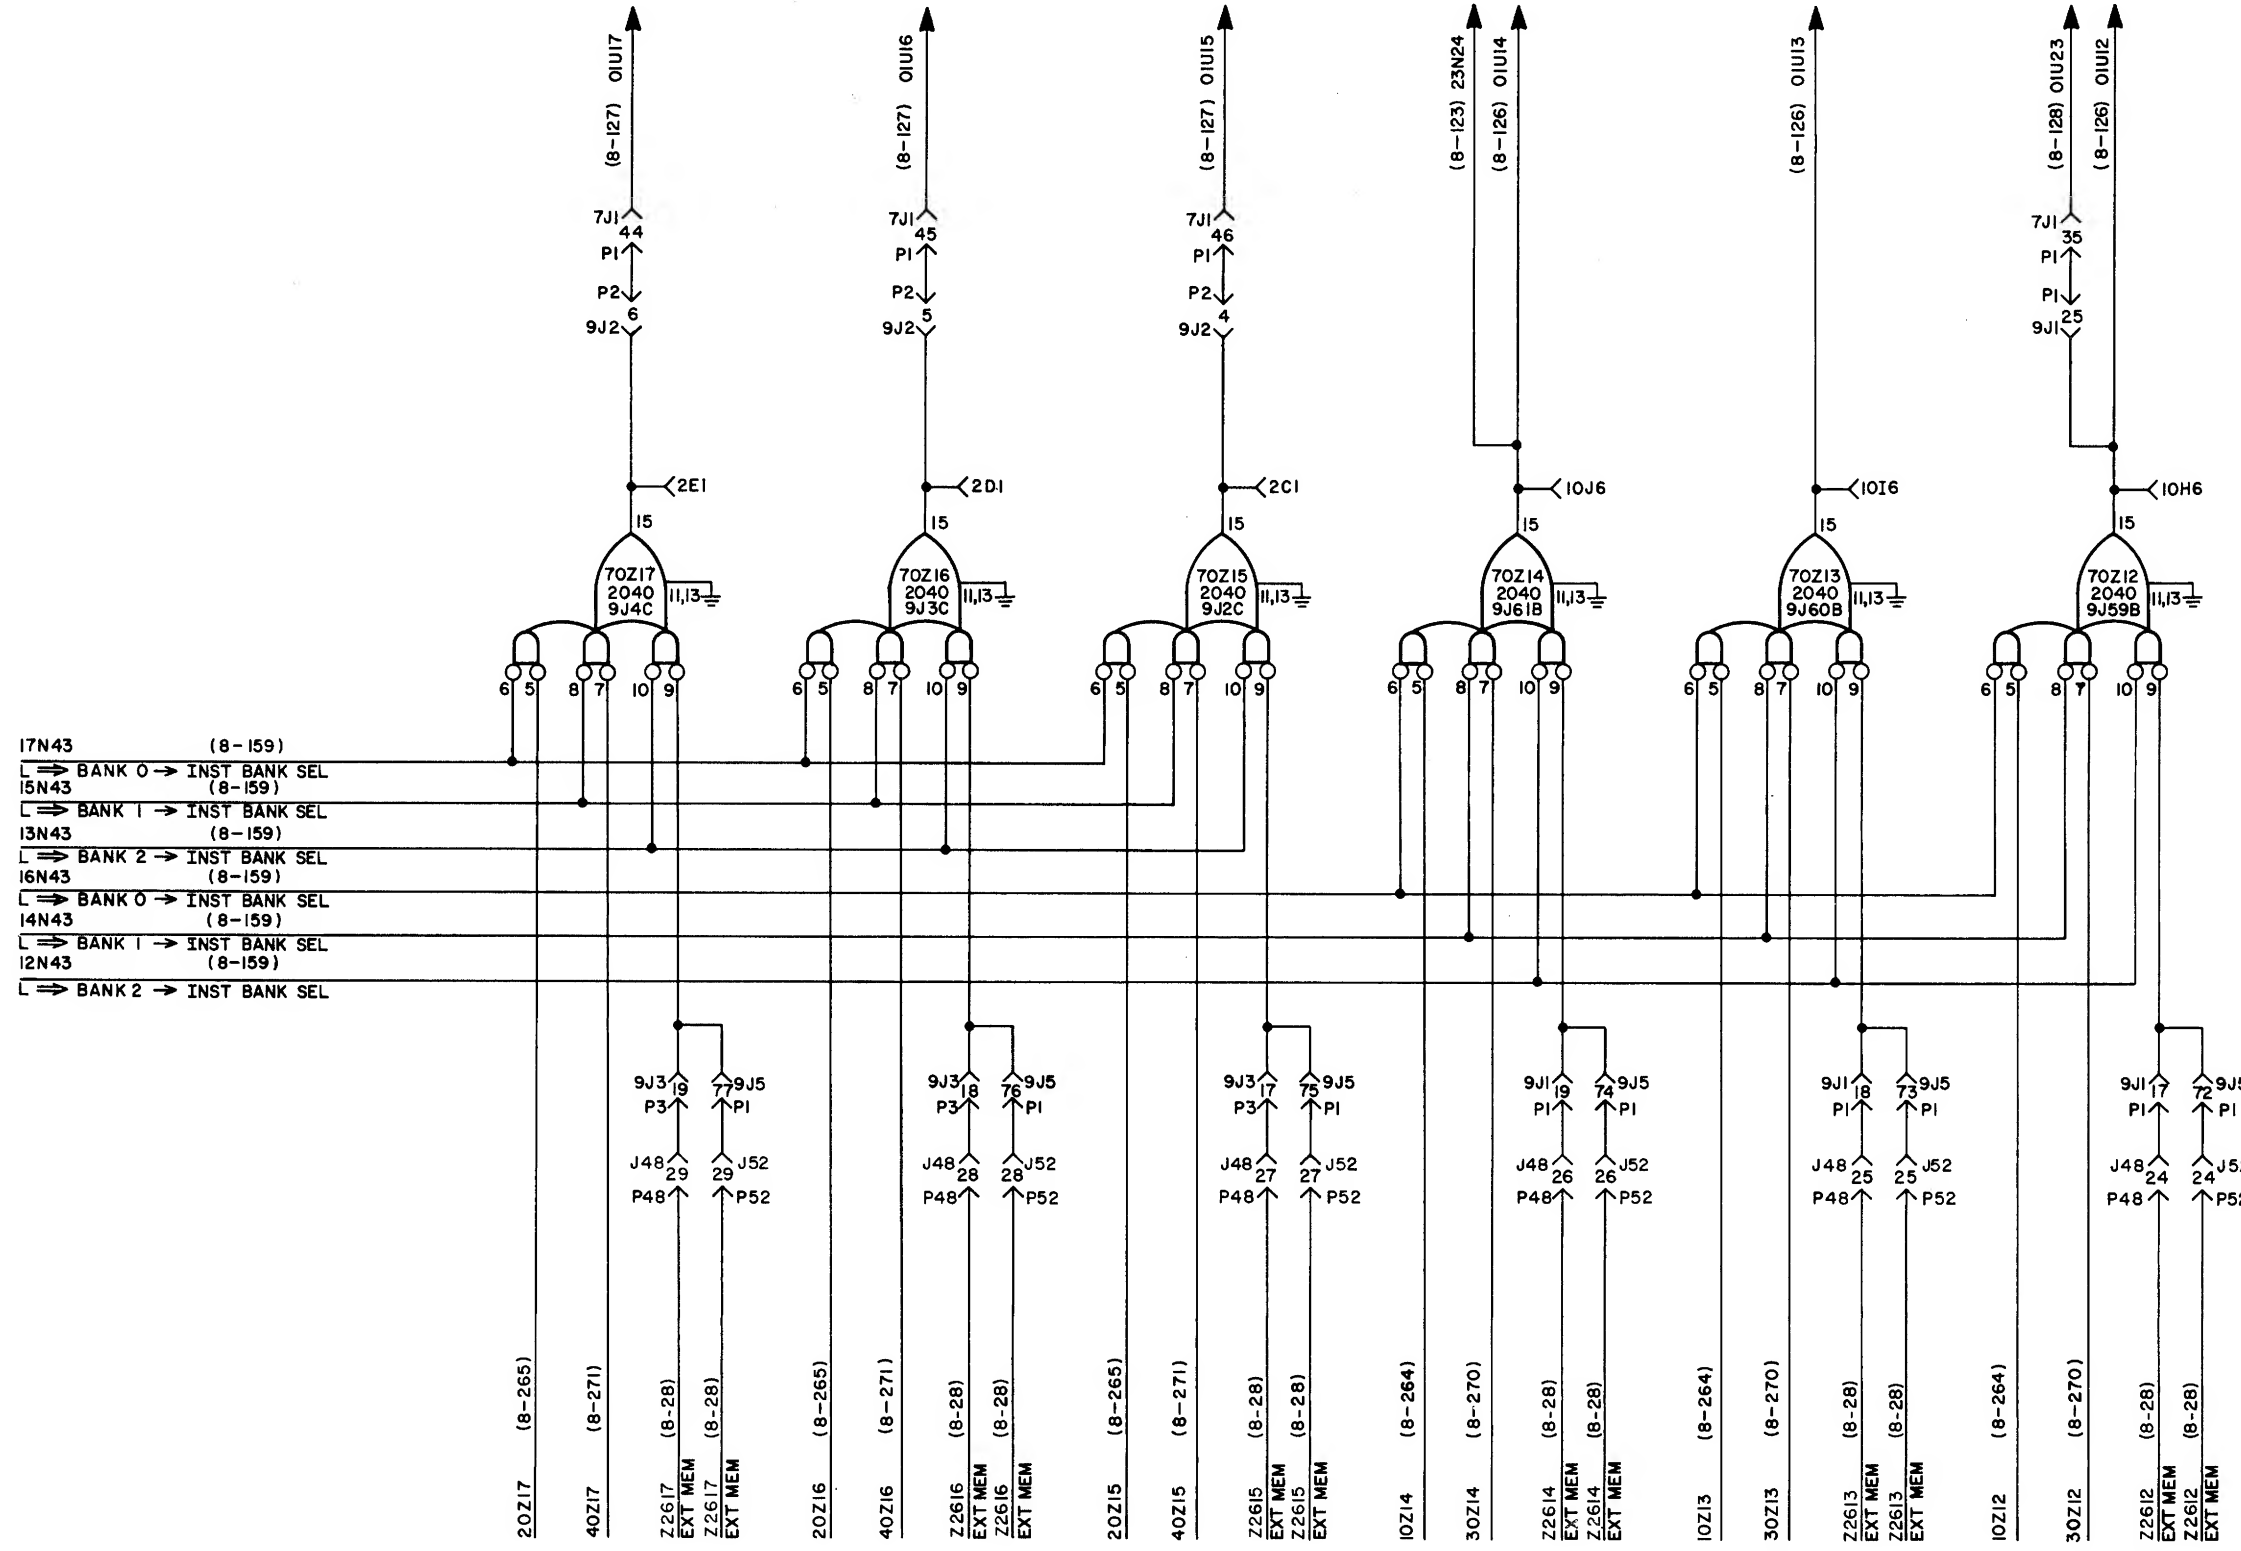 (8-127) 01U17
(8-127) 01U16
(8-127) 01U15
(8-123) 23N24
(8-126) 01U14
(8-126) 01U13
(8-128) 01U23
(8-126) 01U12
7J1
44
P1
P2
6
9J2
7J1
45
P1
P2
5
9J2
7J1
46
P1
P2
4
9J2
7J1
35
P1
P1
25
9J1
2E1
2D1
2C1
10J6
10I6
10H6
15
15
15
15
15
15
70Z17
2040
9J4C
11,13
70Z16
2040
9J3C
11,13
70Z15
2040
9J2C
11,13
70Z14
2040
9J61B
11,13
70Z13
2040
9J60B
11,13
70Z12
2040
9J59B
11,13
6 5 8 7 10 9
6 5 8 7 10 9
6 5 8 7 10 9
6 5 8 7 10 9
6 5 8 7 10 9
6 5 8 7 10 9
17N43 (8-159)
L ⇒ BANK 0 → INST BANK SEL
15N43 (8-159)
L ⇒ BANK 1 → INST BANK SEL
13N43 (8-159)
L ⇒ BANK 2 → INST BANK SEL
16N43 (8-159)
L ⇒ BANK 0 → INST BANK SEL
14N43 (8-159)
L ⇒ BANK 1 → INST BANK SEL
12N43 (8-159)
L ⇒ BANK 2 → INST BANK SEL
9J3 19 77 9J5
P3 P1
J48 29 29 J52
P48 P52
9J3 18 76 9J5
P3 P1
J48 28 28 J52
P48 P52
9J3 17 75 9J5
P3 P1
J48 27 27 J52
P48 P52
9J1 19 74 9J5
P1 P1
J48 26 26 J52
P48 P52
9J1 18 73 9J5
P1 P1
J48 25 25 J52
P48 P52
9J1 17 72 9J5
P1 P1
J48 24 24
P48
20Z17 (8-265)
40Z17 (8-271)
Z2617 (8-28)
EXT MEM
Z2617 (8-28)
EXT MEM
20Z16 (8-265)
40Z16 (8-271)
Z2616 (8-28)
EXT MEM
Z2616 (8-28)
EXT MEM
20Z15 (8-265)
40Z15 (8-271)
Z2615 (8-28)
EXT MEM
Z2615 (8-28)
EXT MEM
10Z14 (8-264)
30Z14 (8-270)
Z2614 (8-28)
EXT MEM
Z2614 (8-28)
EXT MEM
10Z13 (8-264)
30Z13 (8-270)
Z2613 (8-28)
EXT MEM
Z2613 (8-28)
EXT MEM
10Z12 (8-264)
30Z12 (8-270)
Z2612 (8-28)
EXT MEM
Z2612 (8-28)
EXT MEM